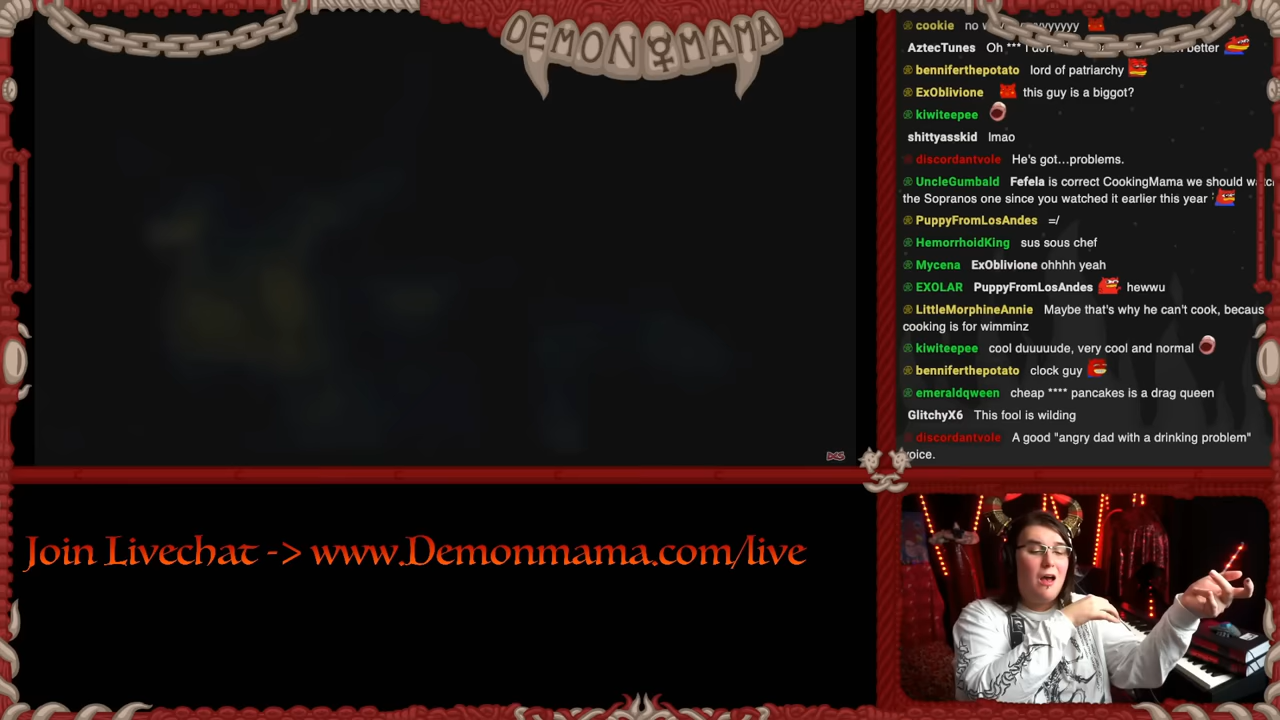 DEMON MAMA
cookie no
AztecTunes Oh *** I better
benniferthepotato lord of patriarchy
ExOblivione this guy is a biggot?
kiwiteepee
shittyasskid lmao
discordantvole He's got...problems.
UncleGumbald Fefela is correct CookingMama we should
the Sopranos one since you watched it earlier this year
PuppyFromLosAndes =/
HemorrhoidKing sus sous chef
Mycena ExOblivione ohhhh yeah
EXOLAR PuppyFromLosAndes hewwu
LittleMorphineAnnie Maybe that's why he can't cook, becaus
cooking is for wimminz
kiwiteepee cool duuuuude, very cool and normal
benniferthepotato clock guy
emeraldqween cheap **** pancakes is a drag queen
GlitchyX6 This fool is wilding
discordantvole A good "angry dad with a drinking problem"
voice.
Join Livechat -> www.Demonmama.com/live